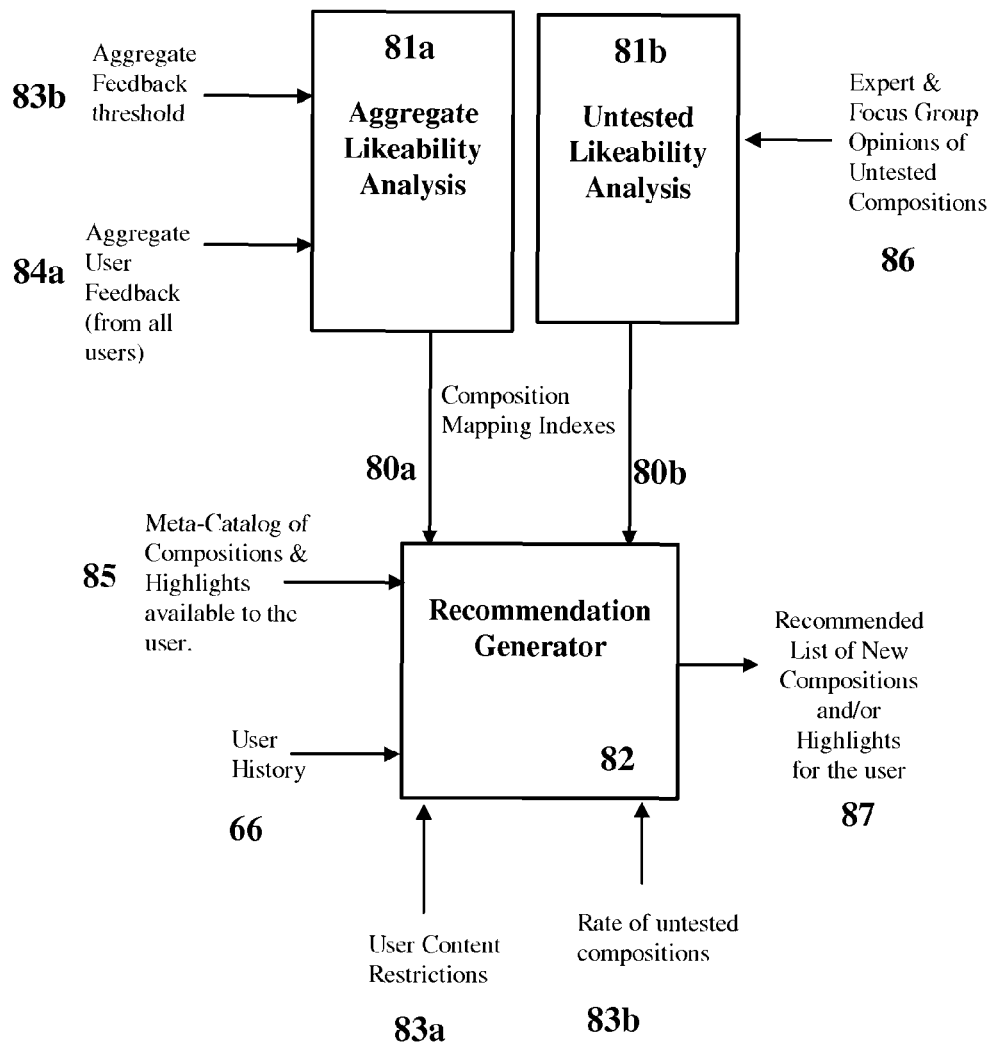 81a
Aggregate
Likeability
Analysis
81b
Untested
Likeability
Analysis
83b
Aggregate
Feedback
threshold
84a
Aggregate
User
Feedback
(from all
users)
Expert &
Focus Group
Opinions of
Untested
Compositions
86
Composition
Mapping Indexes
80a
80b
85
Meta-Catalog of
Compositions &
Highlights
available to the
user.
Recommendation
Generator
82
User
History
66
Recommended
List of New
Compositions
and/or
Highlights
for the user
87
User Content
Restrictions
83a
Rate of untested
compositions
83b